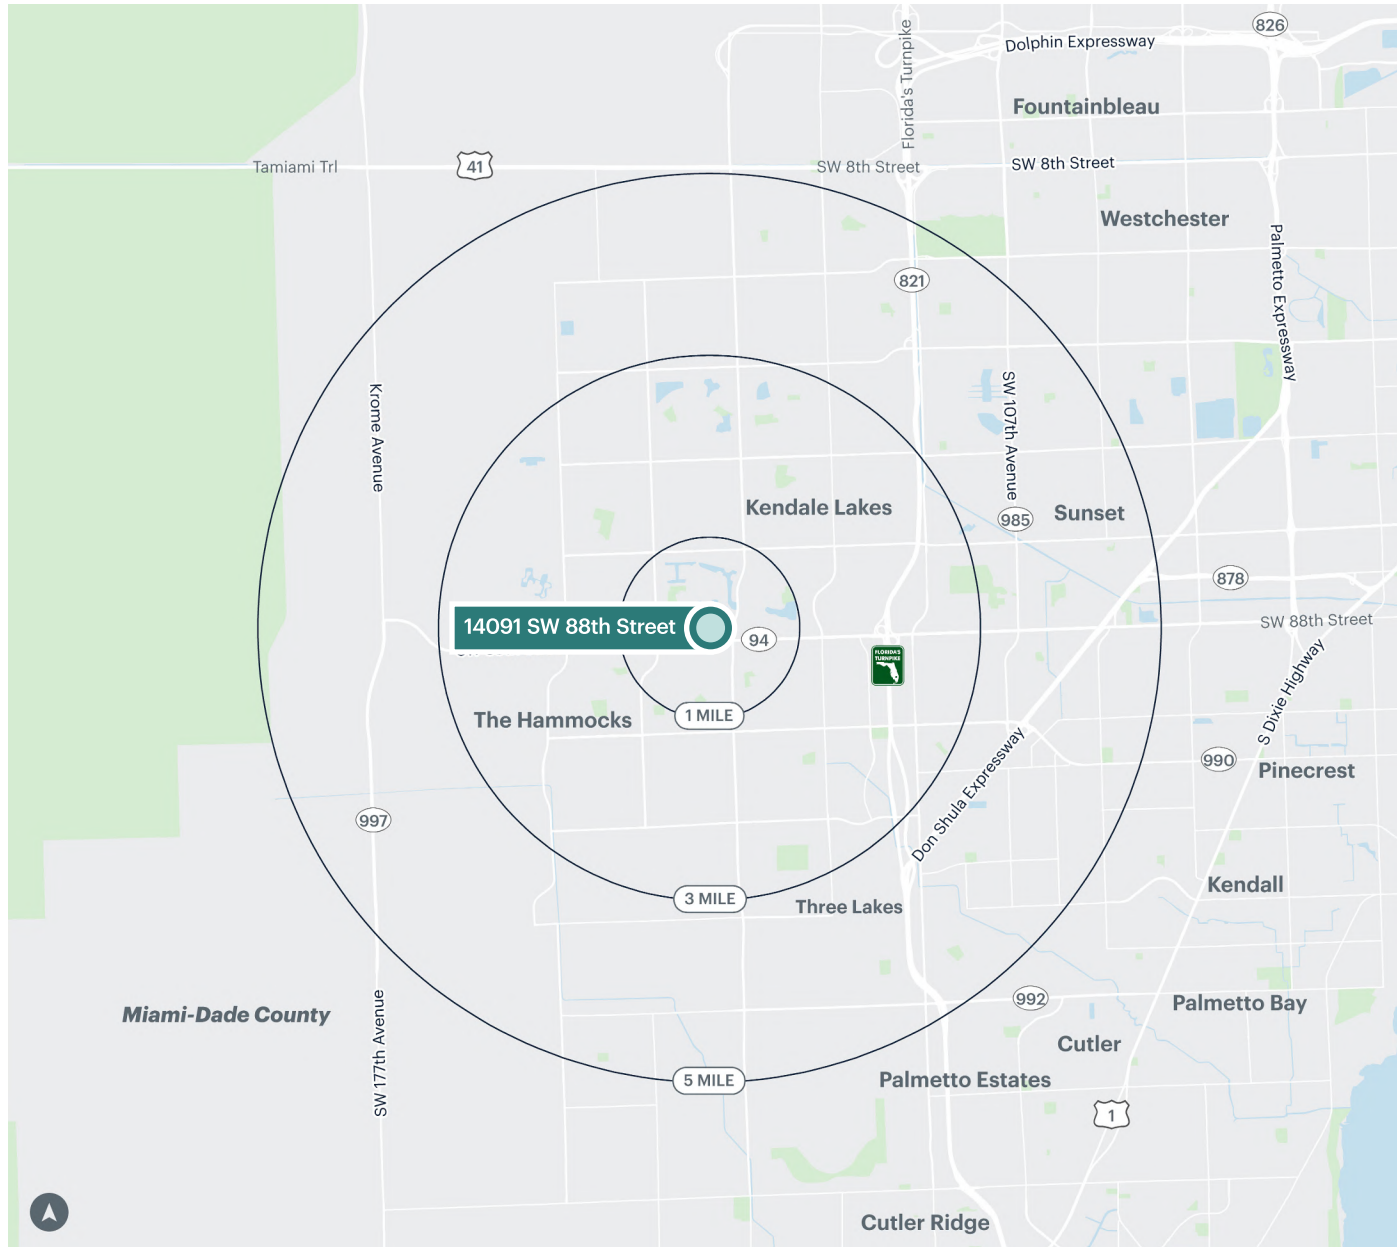 826
Dolphin Expressway
Florida's Turnpike
Fountainbleau
Tamiami Trl
41
SW 8th Street
SW 8th Street
Westchester
Palmetto Expressway
821
Krome Avenue
SW 107th Avenue
Kendale Lakes
985
Sunset
878
14091 SW 88th Street
94
SW 88th Street
FLORIDA'S
TURNPIKE
The Hammocks
1 MILE
S Dixie Highway
Don Shula Expressway
990
Pinecrest
997
Kendall
3 MILE
Three Lakes
992
Palmetto Bay
Miami-Dade County
SW 177th Avenue
Cutler
5 MILE
Palmetto Estates
1
Cutler Ridge